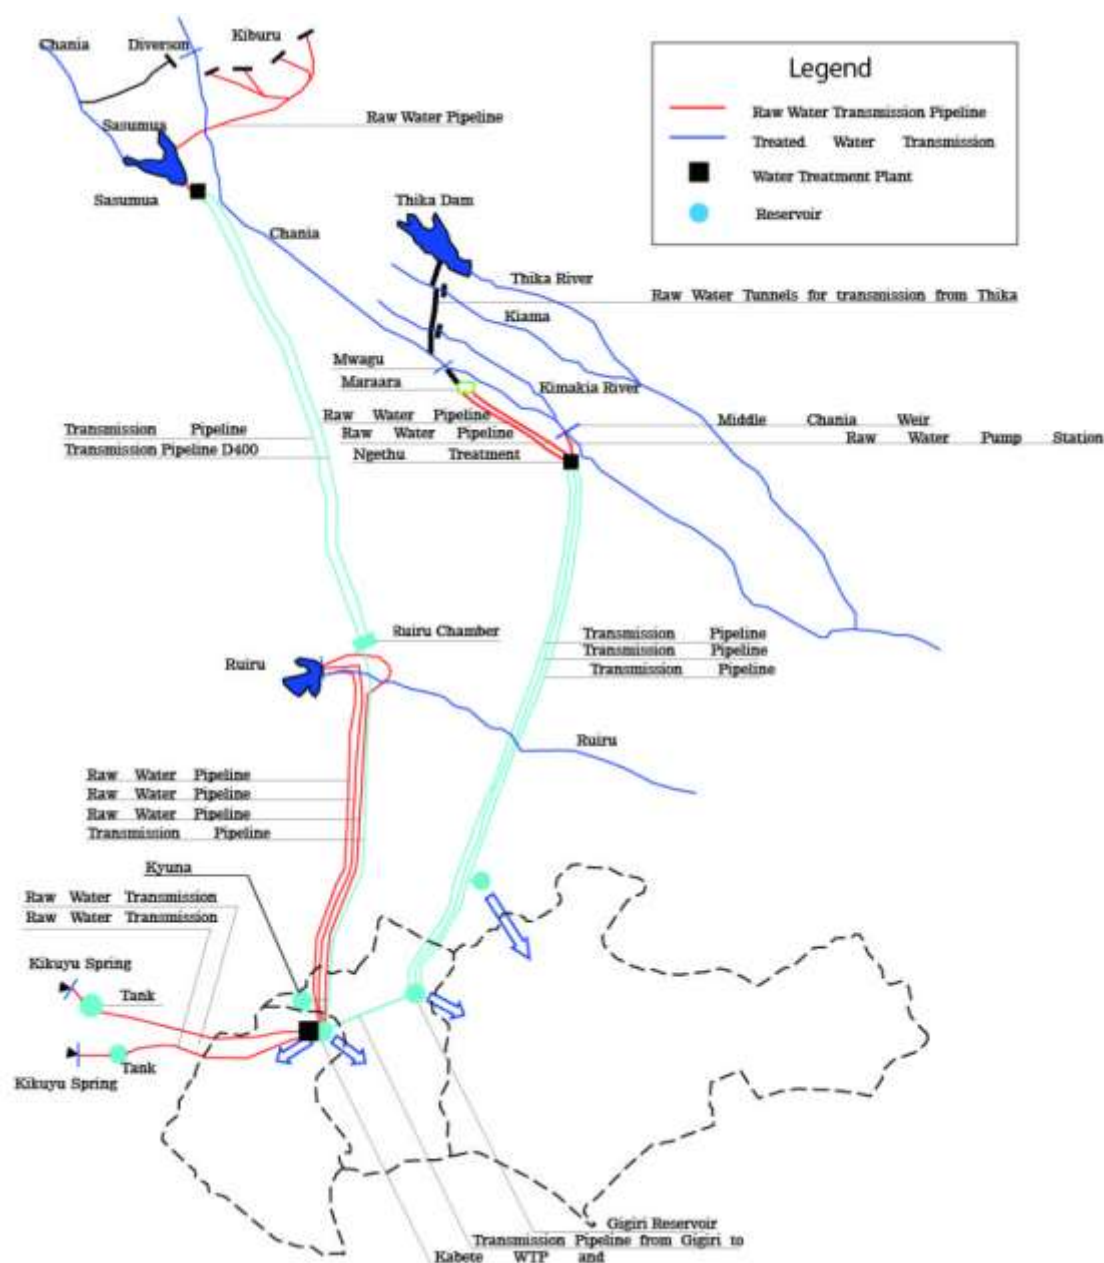 Chania
Diverson
Kiburu
Legend
Raw Water Transmission Pipeline
Treated Water Transmission
Water Treatment Plant
Reservoir
Raw Water Pipeline
Sasumua
Sasumua
Thika Dam
Chania
Thika River
Raw Water Tunnels for transmission from Thika
Kiama
Mwagu
Maraara
Kimakia River
Raw Water Pipeline
Raw Water Pipeline
Ngethu Treatment
Middle Chania Weir
Raw Water Pump Station
Transmission Pipeline
Transmission Pipeline D400
Ruiru Chamber
Transmission Pipeline
Transmission Pipeline
Transmission Pipeline
Ruiru
Ruiru
Raw Water Pipeline
Raw Water Pipeline
Raw Water Pipeline
Transmission Pipeline
Kyuna
Raw Water Transmission
Raw Water Transmission
Kikuyu Spring
Tank
Tank
Kikuyu Spring
Gigiri Reservoir
Transmission Pipeline from Gigiri to
Kabete WTP and